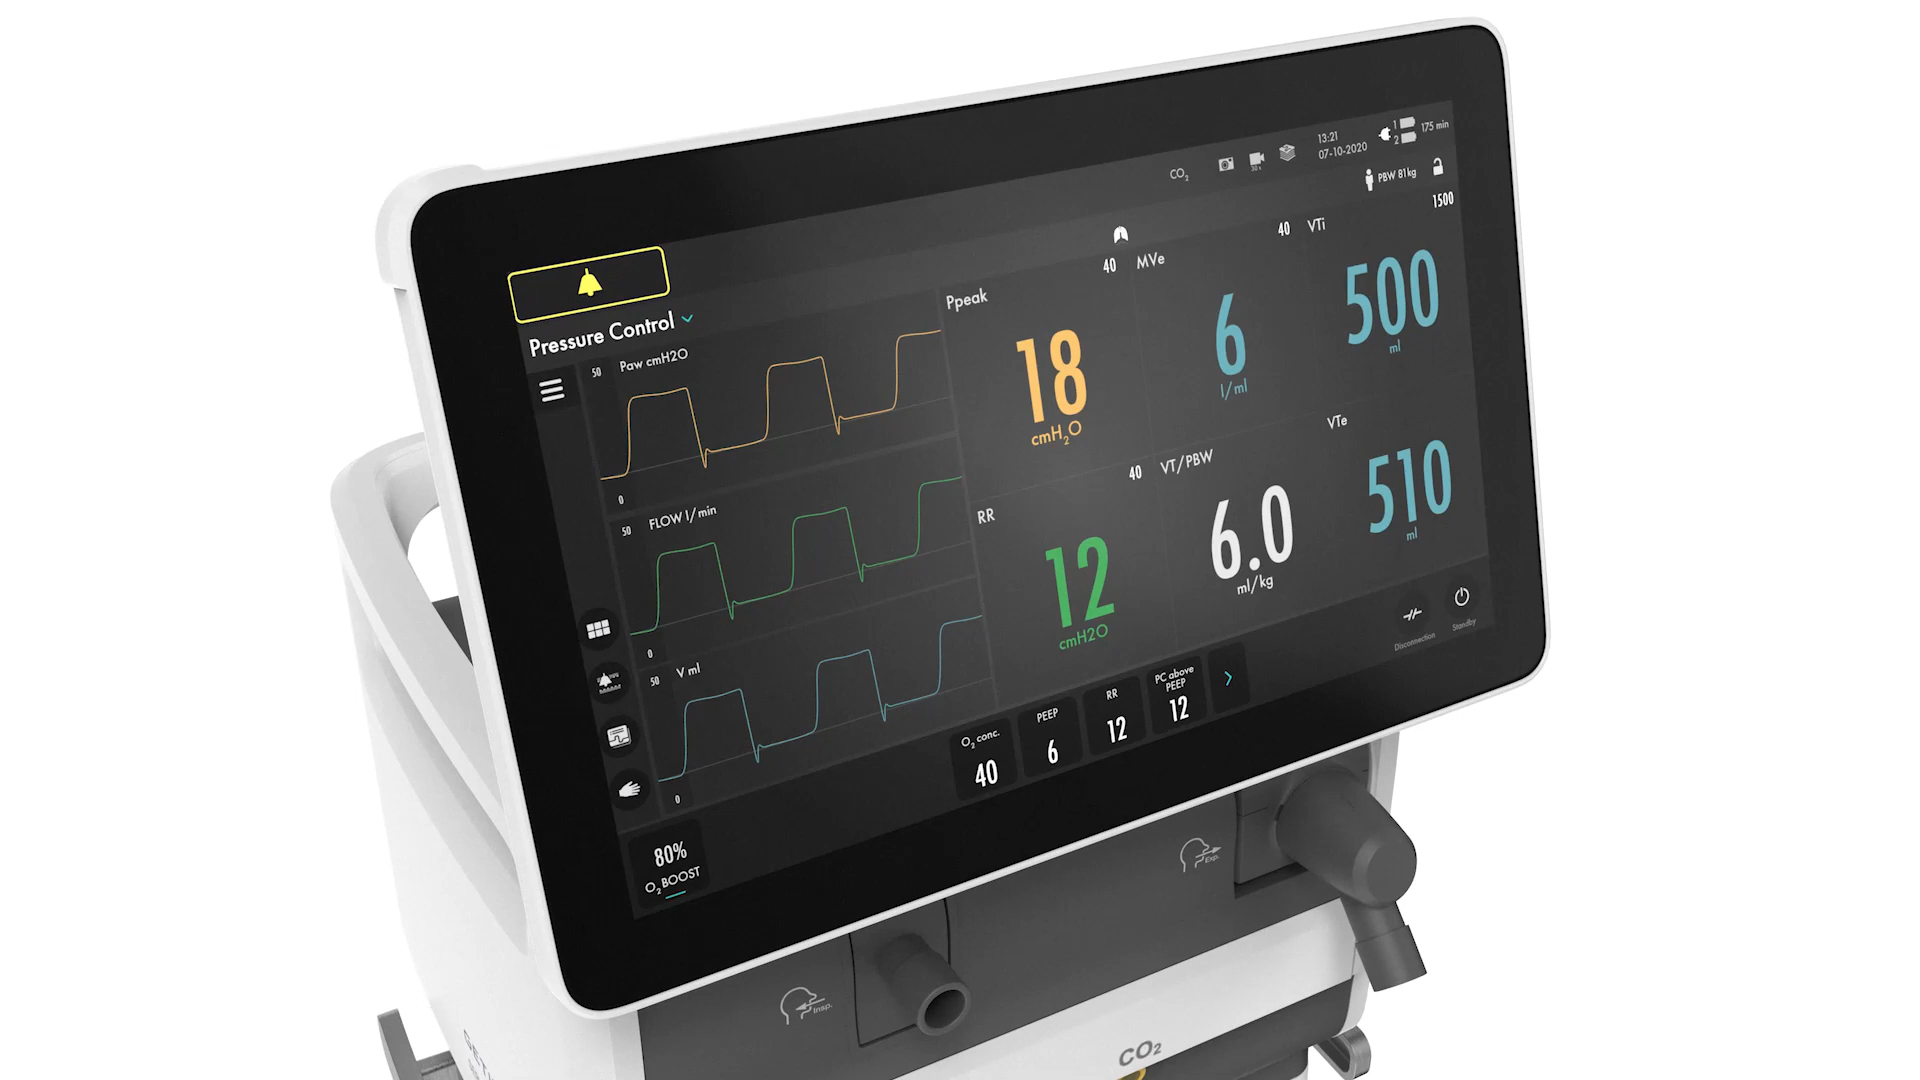 CO2
30 s
13:21
07-10-2020
1
2
175 min
PBW 81kg
Pressure Control
50
Paw cmH2O
0
50
FLOW l/min
0
50
V ml
0
Ppeak
40
18
cmH2O
MVe
40
6
l/ml
VTi
1500
500
ml
RR
40
12
cmH2O
VT/PBW
6.0
ml/kg
VTe
510
ml
Disconnection
Standby
O2 conc.
40
PEEP
6
RR
12
PC above
PEEP
12
80%
O2 BOOST
Exp.
Insp.
CO2